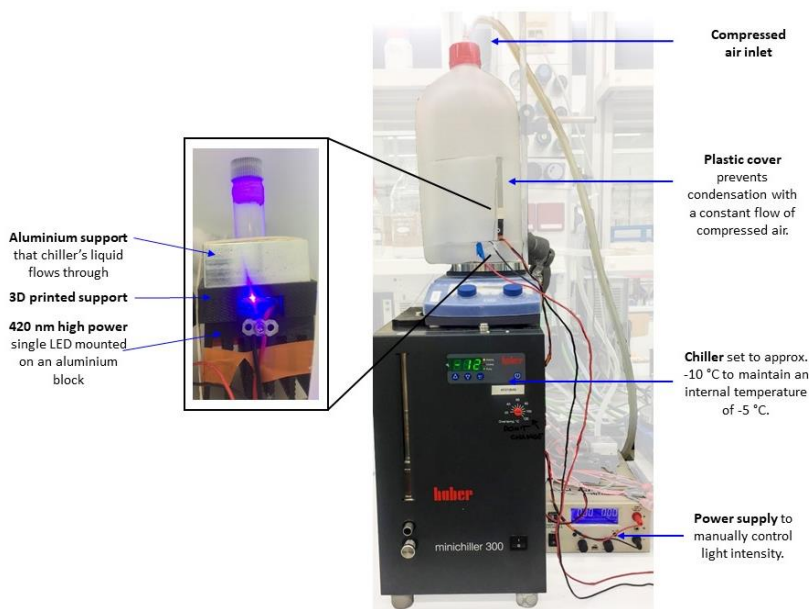 Compressed
air inlet
Plastic cover
prevents
condensation with
a constant flow of
compressed air.
Aluminium support
that chiller's liquid
flows through
3D printed support
420 nm high power
single LED mounted
on an aluminium
block
Chiller set to approx.
-10 °C to maintain an
internal temperature
of -5 °C.
-12
huber
DON'T
CHANGE
huber
minichiller 300
Power supply to
manually control
light intensity.